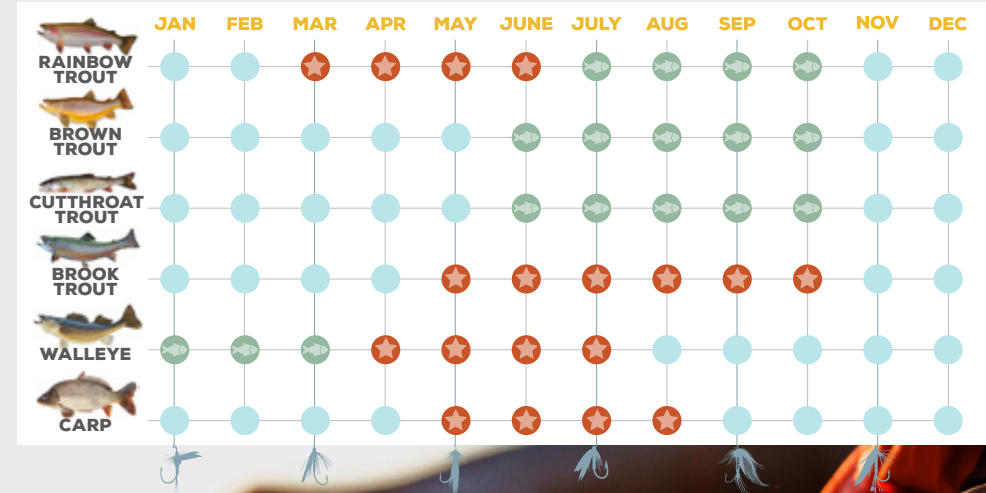 JAN FEB MAR APR MAY JUNE JULY AUG SEP OCT NOV DEC
RAINBOW
TROUT
BROWN
TROUT
CUTTHROAT
TROUT
BROOK
TROUT
WALLEYE
CARP